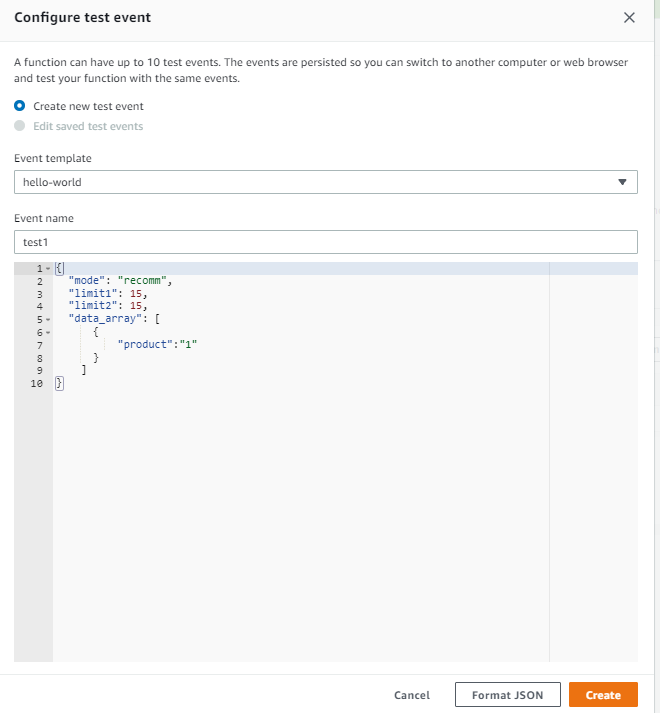 Configure test event
A function can have up to 10 test events. The events are persisted so you can switch to another computer or web browser
and test your function with the same events.
Create new test event
Edit saved test events
Event template
hello-world
Event name
test1
1 {
2 "mode": "recomm",
3 "limit1": 15,
4 "limit2": 15,
5 "data_array": [
6 {
7 "product":"1"
8 }
9 ]
10 }
Cancel Format JSON Create